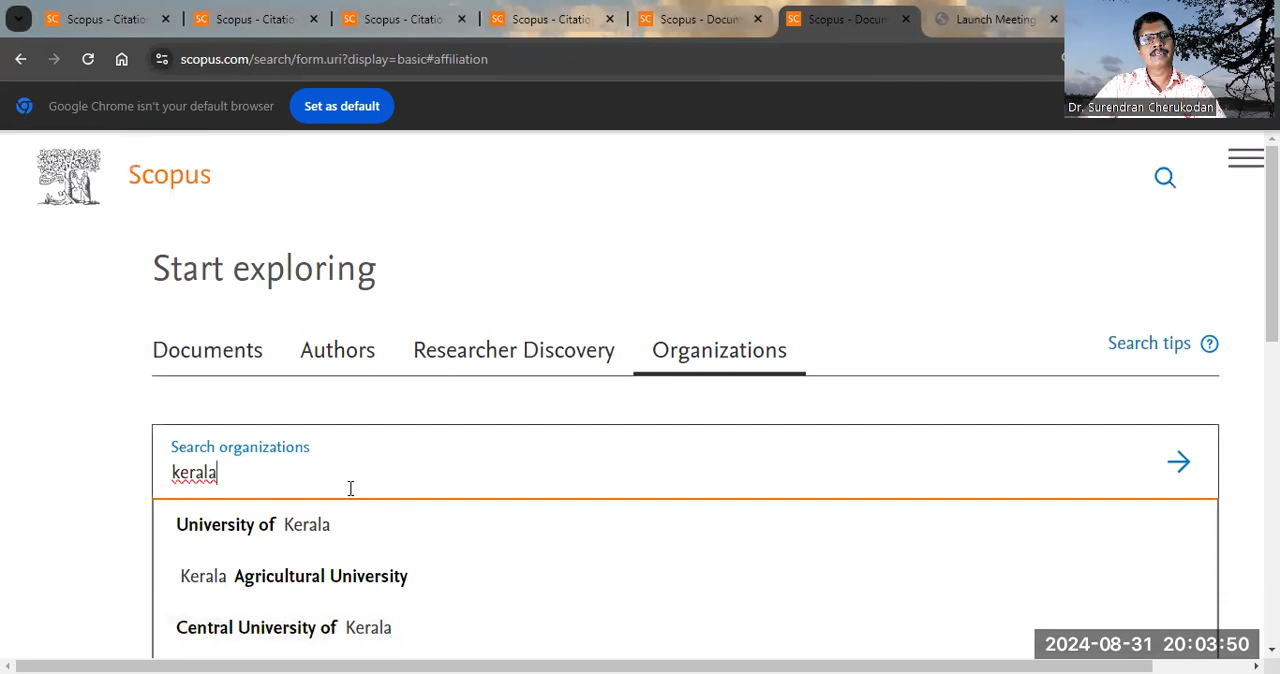 Scopus - Citatio
Scopus - Citatio
Scopus - Citatio
Scopus - Citatio
Scopus - Docum
Scopus - Docum
Launch Meeting
scopus.com/search/form.uri?display=basic#affiliation
Google Chrome isn't your default browser
Set as default
Dr. Surendran Cherukodan
Scopus
Start exploring
Documents
Authors
Researcher Discovery
Organizations
Search tips
Search organizations
kerala
University of Kerala
Kerala Agricultural University
Central University of Kerala
2024-08-31 20:03:50